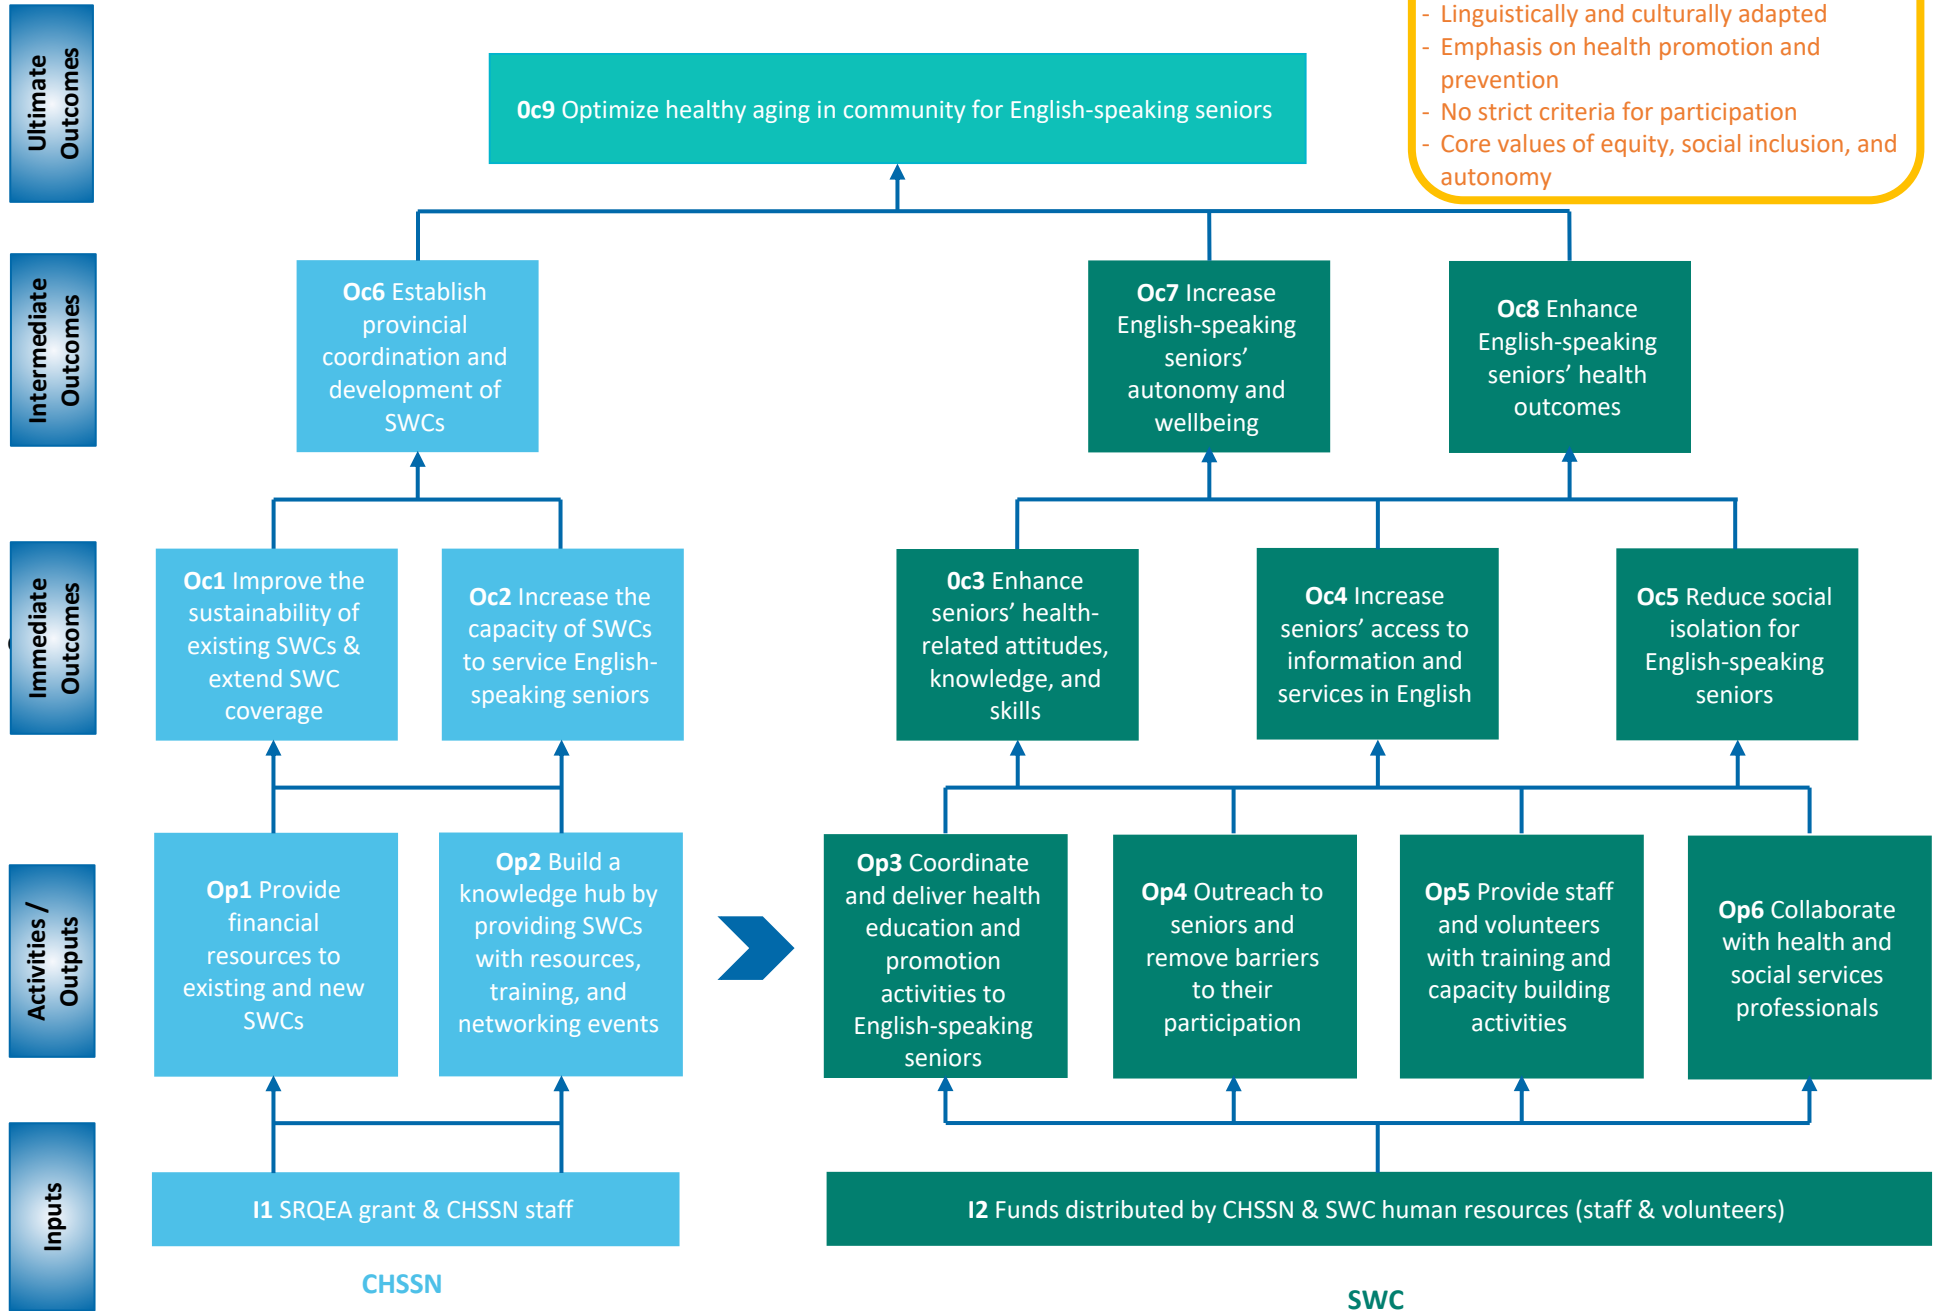 - Linguistically and culturally adapted
- Emphasis on health promotion and
prevention
- No strict criteria for participation
- Core values of equity, social inclusion, and
autonomy
Ultimate
Outcomes
0c9 Optimize healthy aging in community for English-speaking seniors
Intermediate
Outcomes
Oc6 Establish
provincial
coordination and
development of
SWCs
Oc7 Increase
English-speaking
seniors’
autonomy and
wellbeing
Oc8 Enhance
English-speaking
seniors’ health
outcomes
Immediate
Outcomes
Oc1 Improve the
sustainability of
existing SWCs &
extend SWC
coverage
Oc2 Increase the
capacity of SWCs
to service English-
speaking seniors
0c3 Enhance
seniors’ health-
related attitudes,
knowledge, and
skills
Oc4 Increase
seniors’ access to
information and
services in English
Oc5 Reduce social
isolation for
English-speaking
seniors
Activities /
Outputs
Op1 Provide
financial
resources to
existing and new
SWCs
Op2 Build a
knowledge hub by
providing SWCs
with resources,
training, and
networking events
Op3 Coordinate
and deliver health
education and
promotion
activities to
English-speaking
seniors
Op4 Outreach to
seniors and
remove barriers
to their
participation
Op5 Provide staff
and volunteers
with training and
capacity building
activities
Op6 Collaborate
with health and
social services
professionals
Inputs
I1 SRQEA grant & CHSSN staff
I2 Funds distributed by CHSSN & SWC human resources (staff & volunteers)
CHSSN
SWC